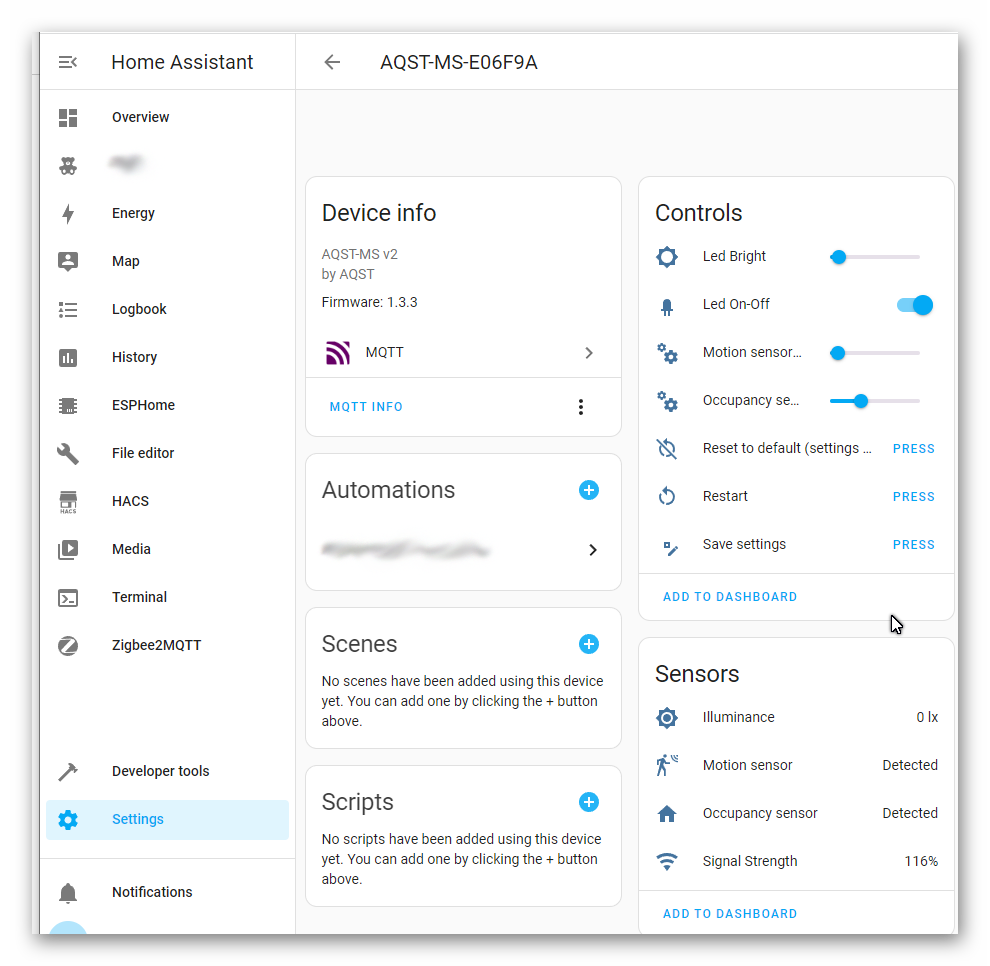 Home Assistant
AQST-MS-E06F9A
Overview
Energy
Map
Logbook
History
ESPHome
File editor
HACS
HACS
Media
Terminal
Zigbee2MQTT
Developer tools
Settings
Notifications
Device info
AQST-MS v2
by AQST
Firmware: 1.3.3
MQTT
MQTT INFO
Automations
Scenes
No scenes have been added using this device
yet. You can add one by clicking the + button
above.
Scripts
No scripts have been added using this device
yet. You can add one by clicking the + button
above.
Controls
Led Bright
Led On-Off
Motion sensor...
Occupancy se...
Reset to default (settings ... PRESS
Restart PRESS
Save settings PRESS
ADD TO DASHBOARD
Sensors
Illuminance 0 lx
Motion sensor Detected
Occupancy sensor Detected
Signal Strength 116%
ADD TO DASHBOARD